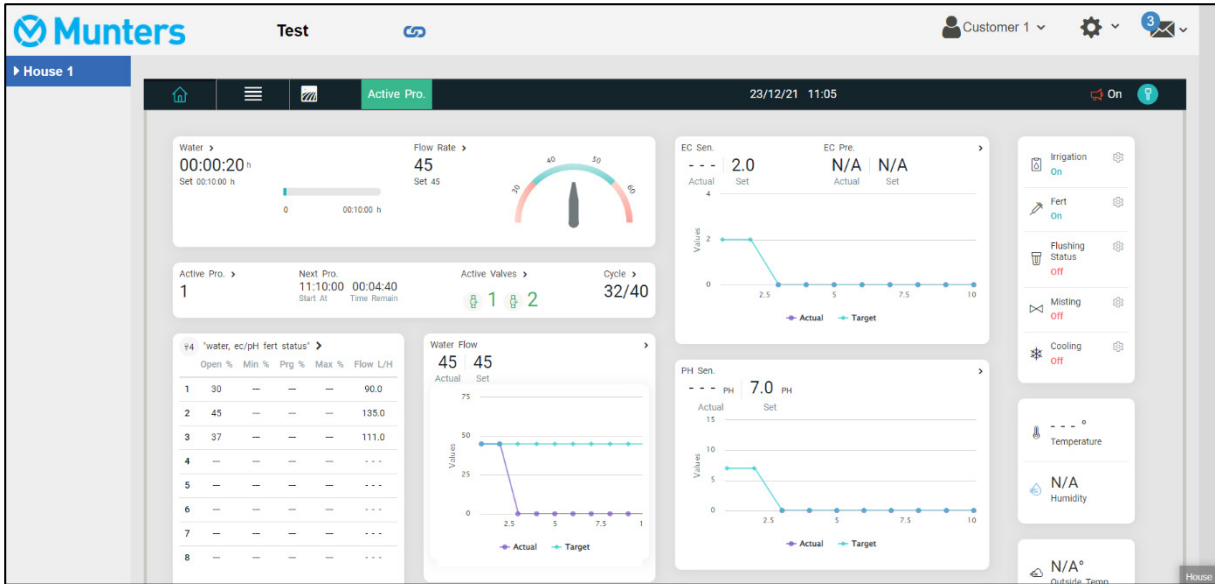 Munters
Test
Customer 1
3
House 1
Active Pro.
23/12/21 11:05
On
Water
00:00:20 h
Set 00:10:00 h
0 00:10:00 h
Flow Rate
45
Set 45
30 40 50 60
Active Pro.
1
Next Pro.
11:10:00 00:04:40
Start At Time Remain
Active Valves
1 2
Cycle
32/40
4 "water, ec/pH fert status"
Open % Min % Prg % Max % Flow L/H
1 30 — — — 90.0
2 45 — — — 135.0
3 37 — — — 111.0
4 — — — — - - -
5 — — — — - - -
6 — — — — - - -
7 — — — — - - -
8 — — — — - - -
Water Flow
45 45
Actual Set
75
50
25
0
Values
2.5 5 7.5 1
Actual Target
EC Sen. EC Pre.
- - - 2.0 N/A N/A
Actual Set Actual Set
4
2
0
Values
2.5 5 7.5 10
Actual Target
PH Sen.
- - - PH 7.0 PH
Actual Set
15
10
5
0
Values
2.5 5 7.5 10
Actual Target
Irrigation
On
Fert
On
Flushing
Status
Off
Misting
Off
Cooling
Off
- - - °
Temperature
N/A
Humidity
N/A°
Outside Temp
House